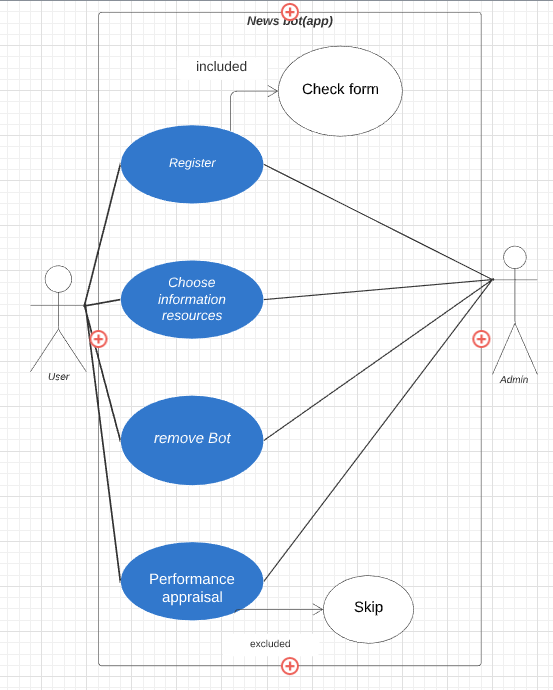 News bot(app)
included
Check form
Register
Choose
information
resources
User
Admin
remove Bot
Performance
appraisal
Skip
excluded